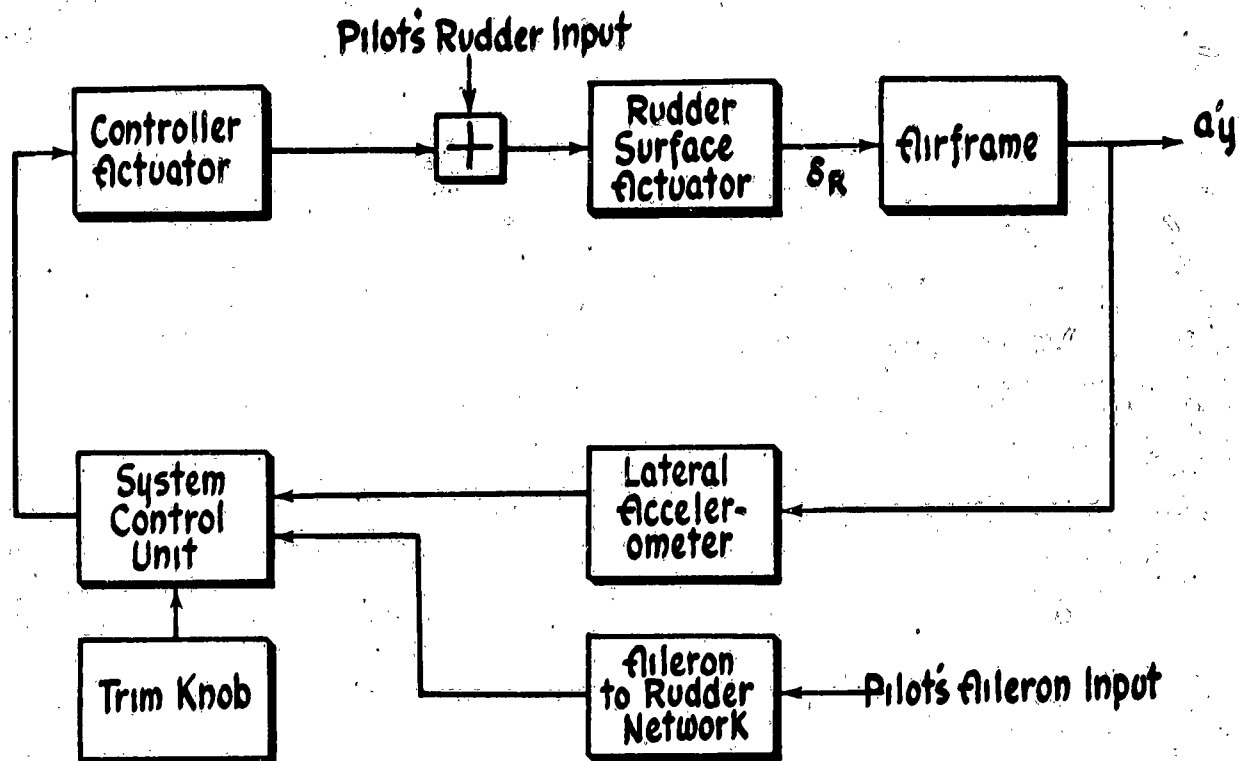 Pilot's Rudder Input
Controller
Actuator
+
Rudder
Surface
Actuator
δR
Airframe
a'y
System
Control
Unit
Lateral
Acceler-
ometer
Trim Knob
Aileron
to Rudder
Network
Pilot's Aileron Input